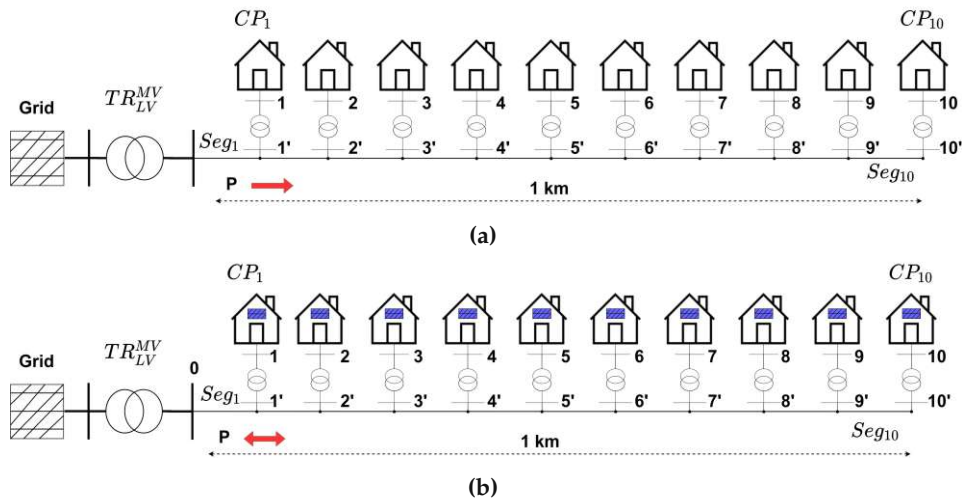 CP₁ CP₁₀
Grid TR_{LV}^{MV} 1 2 3 4 5 6 7 8 9 10
Seg₁ 1' 2' 3' 4' 5' 6' 7' 8' 9' 10'
Seg₁₀
P 1 km
(a)
CP₁ CP₁₀
Grid TR_{LV}^{MV} 0 1 2 3 4 5 6 7 8 9 10
Seg₁ 1' 2' 3' 4' 5' 6' 7' 8' 9' 10'
Seg₁₀
P 1 km
(b)